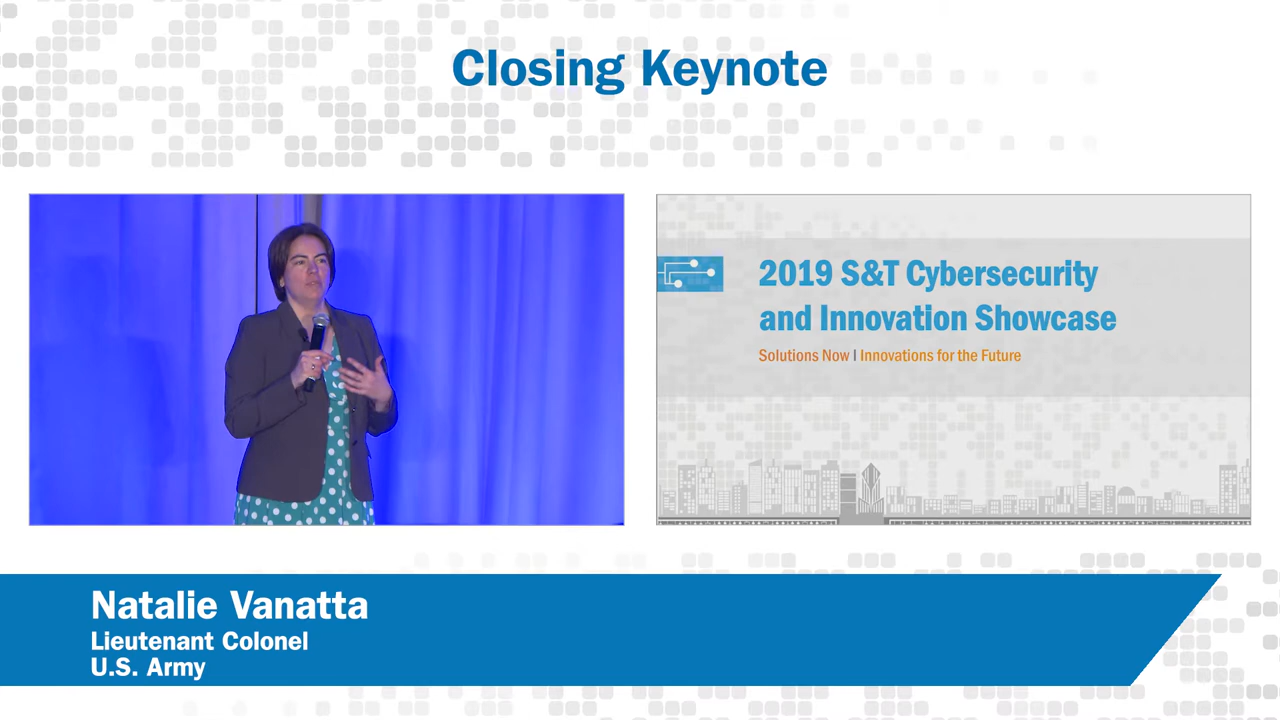 Closing Keynote
2019 S&T Cybersecurity
and Innovation Showcase
Solutions Now | Innovations for the Future
Natalie Vanatta
Lieutenant Colonel
U.S. Army